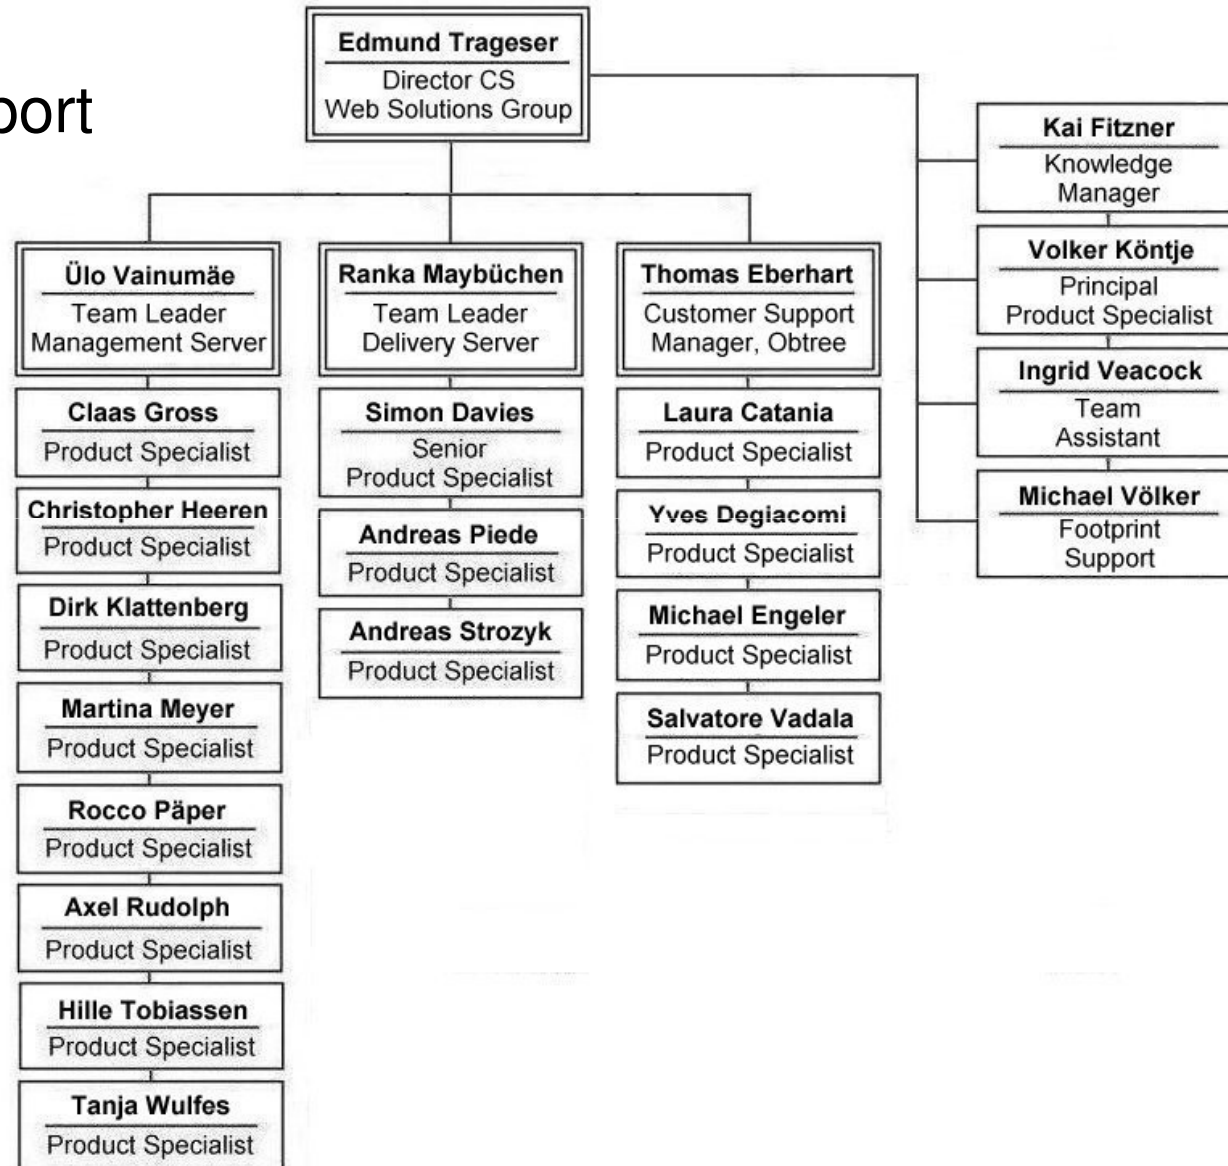 port
Edmund Trageser
Director CS
Web Solutions Group
Ülo Vainumäe
Team Leader
Management Server
Claas Gross
Product Specialist
Christopher Heeren
Product Specialist
Dirk Klattenberg
Product Specialist
Martina Meyer
Product Specialist
Rocco Päper
Product Specialist
Axel Rudolph
Product Specialist
Hille Tobiassen
Product Specialist
Tanja Wulfes
Product Specialist
Ranka Maybüchen
Team Leader
Delivery Server
Simon Davies
Senior
Product Specialist
Andreas Piede
Product Specialist
Andreas Strozyk
Product Specialist
Thomas Eberhart
Customer Support
Manager, Obtree
Laura Catania
Product Specialist
Yves Degiacomi
Product Specialist
Michael Engeler
Product Specialist
Salvatore Vadala
Product Specialist
Kai Fitzner
Knowledge
Manager
Volker Köntje
Principal
Product Specialist
Ingrid Veacock
Team
Assistant
Michael Völker
Footprint
Support